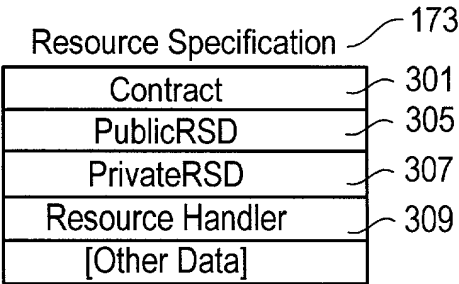 Resource Specification 173
Contract 301
PublicRSD 305
PrivateRSD 307
Resource Handler 309
[Other Data]